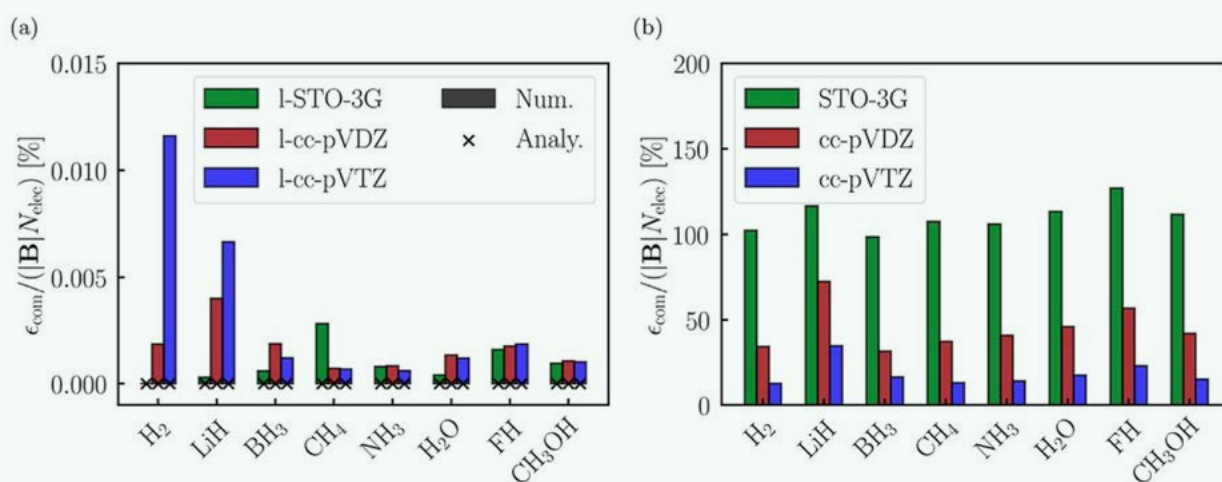 (a)
ϵcom/(|B|Nelec) [%]
0.015
0.010
0.005
0.000
l-STO-3G
l-cc-pVDZ
l-cc-pVTZ
Num.
Analy.
H₂
LiH
BH₃
CH₄
NH₃
H₂O
FH
CH₃OH
(b)
ϵcom/(|B|Nelec) [%]
200
150
100
50
0
STO-3G
cc-pVDZ
cc-pVTZ
H₂
LiH
BH₃
CH₄
NH₃
H₂O
FH
CH₃OH